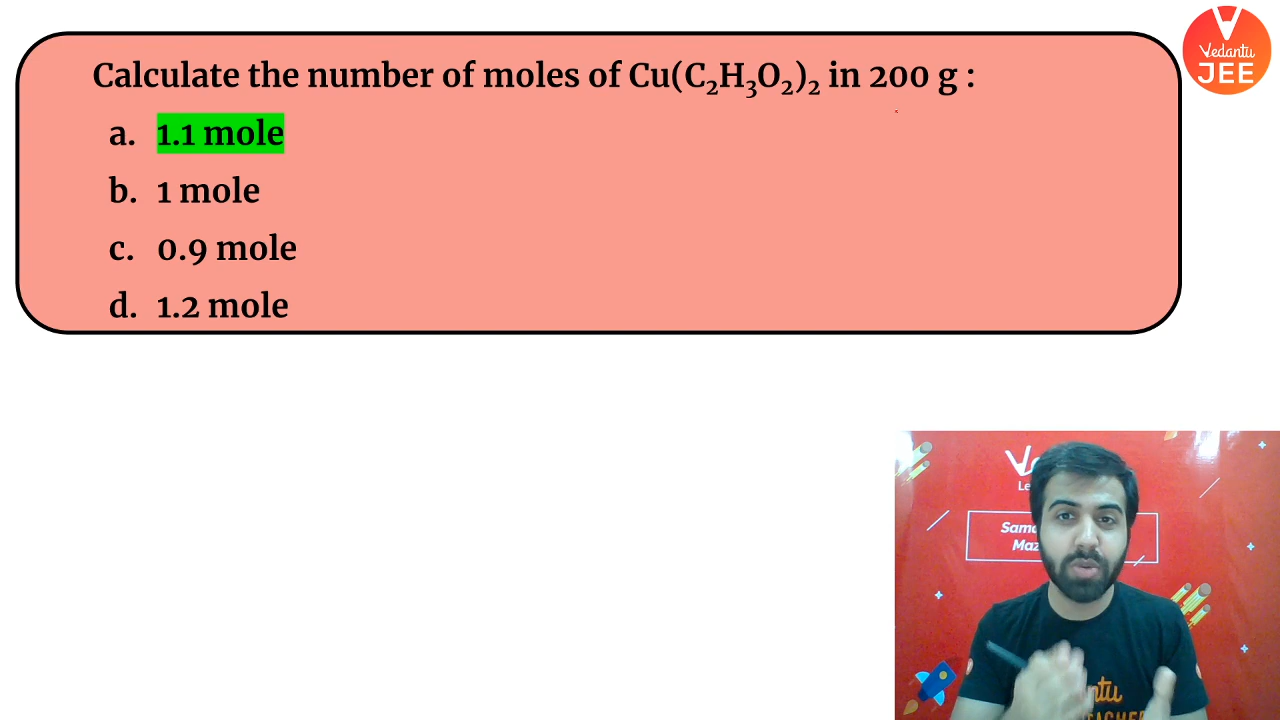 Calculate the number of moles of Cu(C₂H₃O₂)₂ in 200 g :
a. 1.1 mole
b. 1 mole
c. 0.9 mole
d. 1.2 mole
Vedantu
JEE